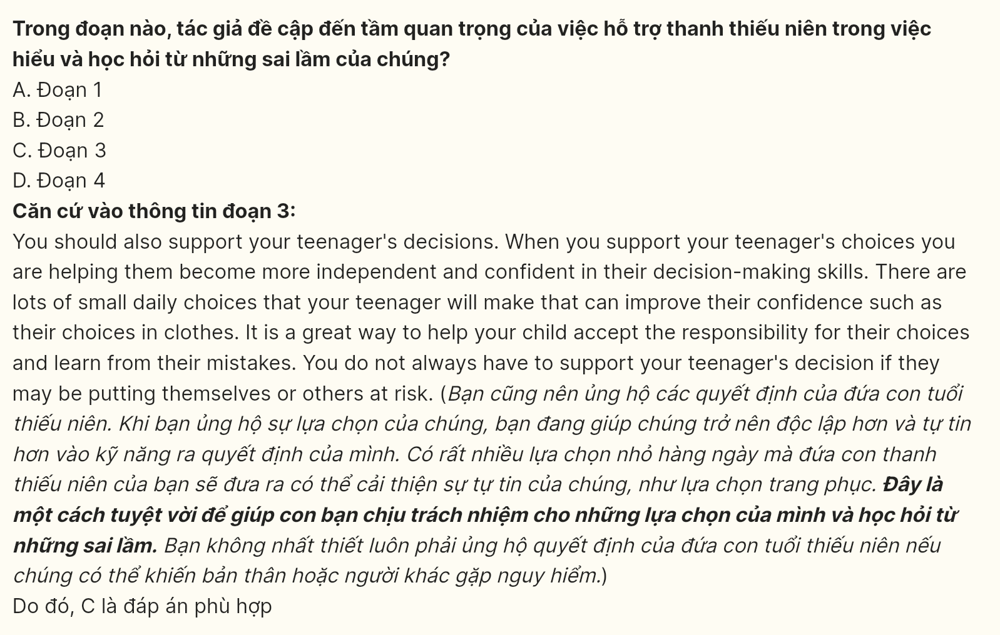 Trong đoạn nào, tác giả đề cập đến tầm quan trọng của việc hỗ trợ thanh thiếu niên trong việc
hiểu và học hỏi từ những sai lầm của chúng?
A. Đoạn 1
B. Đoạn 2
C. Đoạn 3
D. Đoạn 4
Căn cứ vào thông tin đoạn 3:
You should also support your teenager's decisions. When you support your teenager's choices you
are helping them become more independent and confident in their decision-making skills. There are
lots of small daily choices that your teenager will make that can improve their confidence such as
their choices in clothes. It is a great way to help your child accept the responsibility for their choices
and learn from their mistakes. You do not always have to support your teenager's decision if they
may be putting themselves or others at risk. (Bạn cũng nên ủng hộ các quyết định của đứa con tuổi
thiếu niên. Khi bạn ủng hộ sự lựa chọn của chúng, bạn đang giúp chúng trở nên độc lập hơn và tự tin
hơn vào kỹ năng ra quyết định của mình. Có rất nhiều lựa chọn nhỏ hàng ngày mà đứa con thanh
thiếu niên của bạn sẽ đưa ra có thể cải thiện sự tự tin của chúng, như lựa chọn trang phục. Đây là
một cách tuyệt vời để giúp con bạn chịu trách nhiệm cho những lựa chọn của mình và học hỏi từ
những sai lầm. Bạn không nhất thiết luôn phải ủng hộ quyết định của đứa con tuổi thiếu niên nếu
chúng có thể khiến bản thân hoặc người khác gặp nguy hiểm.)
Do đó, C là đáp án phù hợp